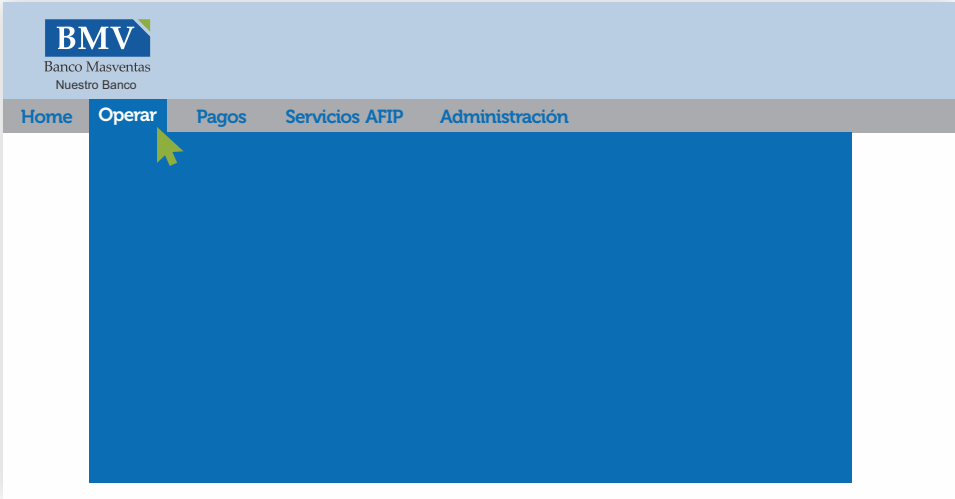 BMV
Banco Masventas
Nuestro Banco
Home Operar Pagos Servicios AFIP Administración